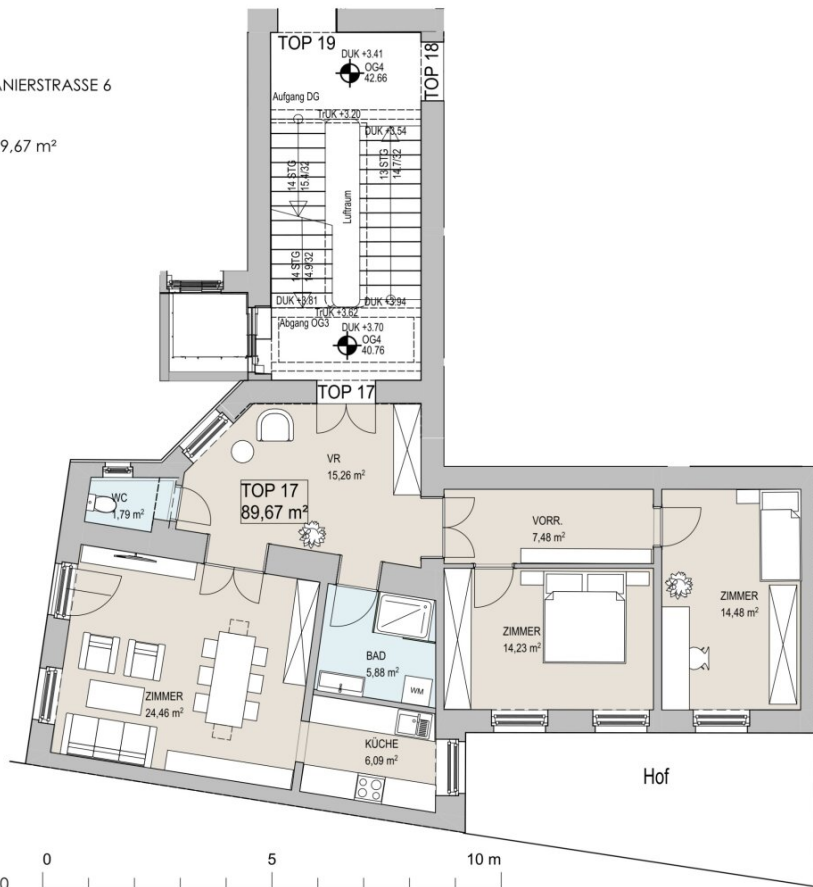 ANIERSTRASSE 6
9,67 m²
TOP 19
TOP 18
DUK +3.41
OG4
42.66
Aufgang DG
TrUK +3.20
DUK +3.54
14 STG
15.4/32
13 STG
14.7/32
Luftraum
14 STG
14.9/32
DUK +3.81
DUK +3.94
TrUK +3.62
Abgang OG3
DUK +3.70
OG4
40.76
TOP 17
VR
15,26 m²
TOP 17
89,67 m²
WC
1,79 m²
VORR.
7,48 m²
ZIMMER
14,48 m²
ZIMMER
14,23 m²
BAD
5,88 m²
WM
ZIMMER
24,46 m²
KÜCHE
6,09 m²
Hof
0 5 10 m
0